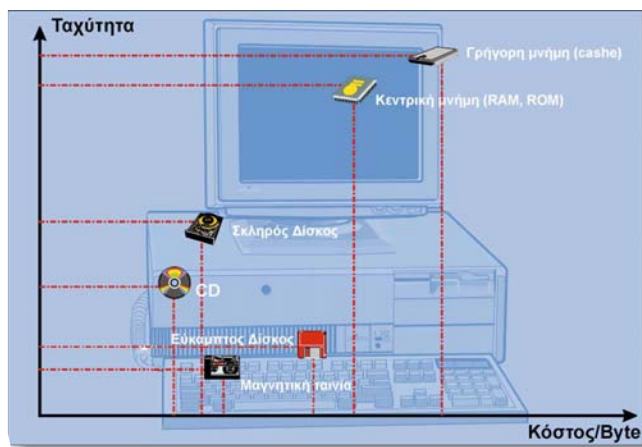 Ταχύτητα
Γρήγορη μνήμη (cashe)
Κεντρική μνήμη (RAM, ROM)
Σκληρός Δίσκος
CD
Εύκαμπτος Δίσκος
Μαγνητική ταινία
Κόστος/Byte